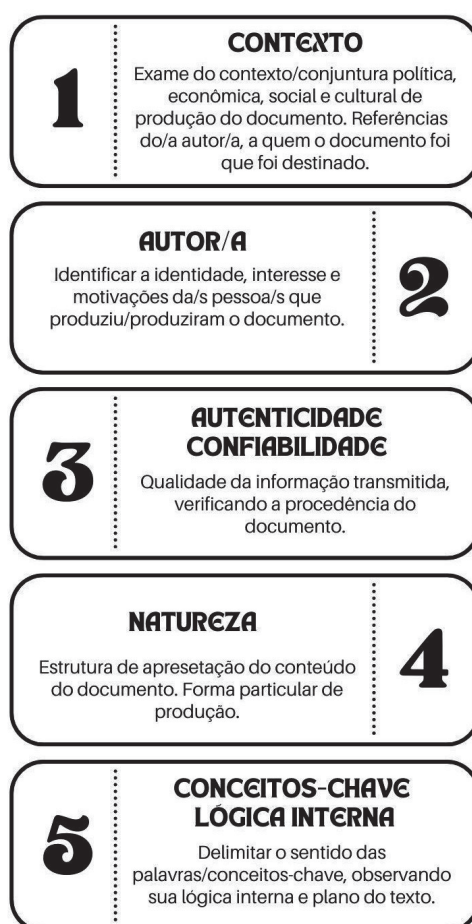 1
CONTEXTO
Exame do contexto/conjuntura política,
econômica, social e cultural de
produção do documento. Referências
do/a autor/a, a quem o documento foi
que foi destinado.
AUTOR/A
Identificar a identidade, interesse e
motivações da/s pessoa/s que
produziu/produziram o documento.
2
3
AUTENTICIDADE
CONFIABILIDADE
Qualidade da informação transmitida,
verificando a procedência do
documento.
NATUREZA
Estrutura de apresetação do conteúdo
do documento. Forma particular de
produção.
4
5
CONCEITOS-CHAVE
LÓGICA INTERNA
Delimitar o sentido das
palavras/conceitos-chave, observando
sua lógica interna e plano do texto.